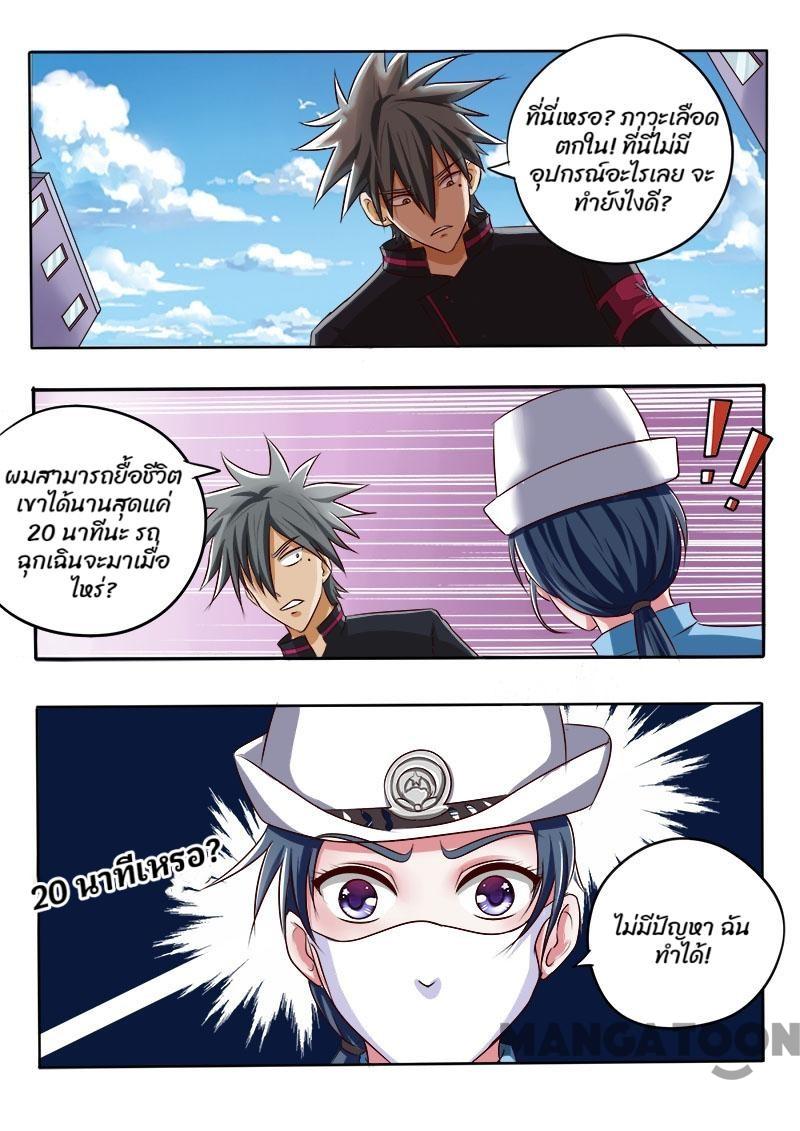 ที่นี่เหรอ? ภาวะเลือด
ตกใน! ที่นี่ไม่มี
อุปกรณ์อะไรเลย จะ
ทำยังไงดี?
ผมสามารถยื้อชีวิต
เขาได้นานสุดแค่
20 นาทีนะ รถ
ฉุกเฉินจะมาเมื่อ
ไหร่?
!!
20 นาทีเหรอ?
ไม่มีปัญหา ฉัน
ทำได้!
MANGATOON